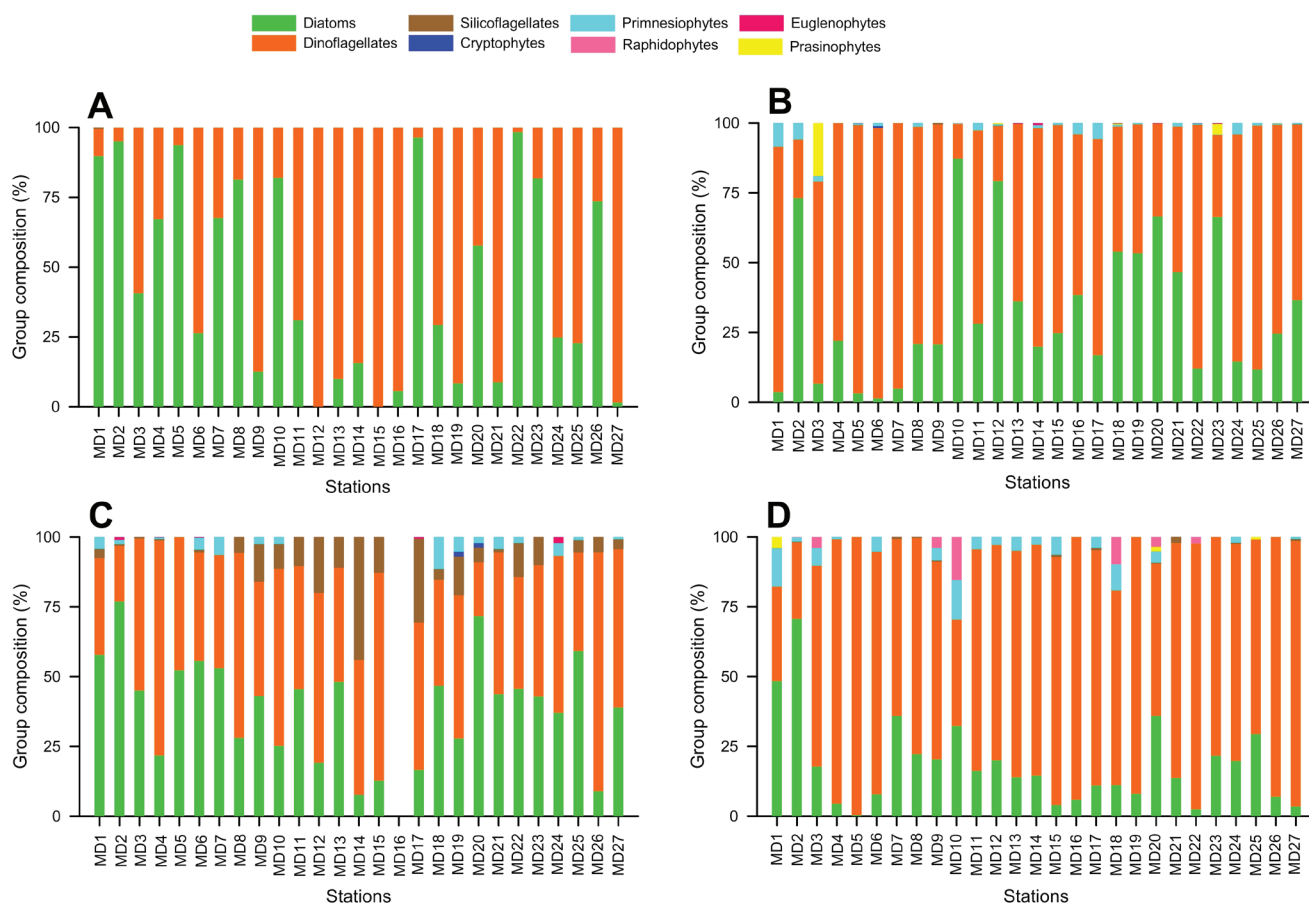 Diatoms Silicoflagellates Primnesiophytes Euglenophytes
Dinoflagellates Cryptophytes Raphidophytes Prasinophytes
A
100
75
50
25
0
Group composition (%)
MD1 MD2 MD3 MD4 MD5 MD6 MD7 MD8 MD9 MD10 MD11 MD12 MD13 MD14 MD15 MD16 MD17 MD18 MD19 MD20 MD21 MD22 MD23 MD24 MD25 MD26 MD27
Stations
B
100
75
50
25
0
Group composition (%)
MD1 MD2 MD3 MD4 MD5 MD6 MD7 MD8 MD9 MD10 MD11 MD12 MD13 MD14 MD15 MD16 MD17 MD18 MD19 MD20 MD21 MD22 MD23 MD24 MD25 MD26 MD27
Stations
C
100
75
50
25
0
Group composition (%)
MD1 MD2 MD3 MD4 MD5 MD6 MD7 MD8 MD9 MD10 MD11 MD12 MD13 MD14 MD15 MD16 MD17 MD18 MD19 MD20 MD21 MD22 MD23 MD24 MD25 MD26 MD27
Stations
D
100
75
50
25
0
Group composition (%)
MD1 MD2 MD3 MD4 MD5 MD6 MD7 MD8 MD9 MD10 MD11 MD12 MD13 MD14 MD15 MD16 MD17 MD18 MD19 MD20 MD21 MD22 MD23 MD24 MD25 MD26 MD27
Stations